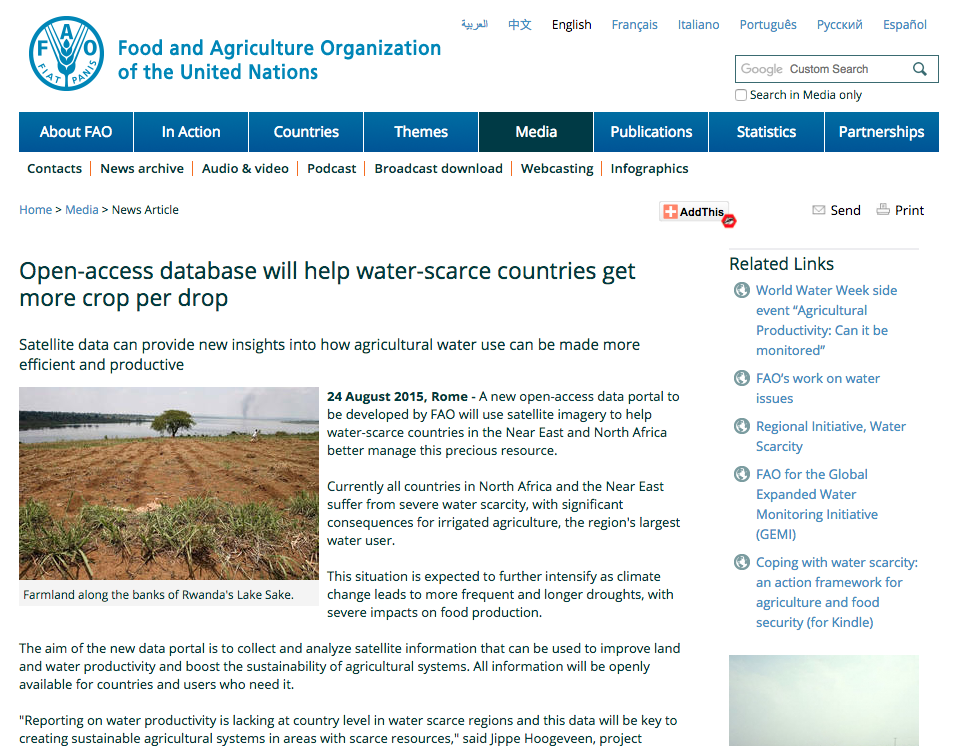 العربية 中文 English Français Italiano Português Русский Español
F A O
FIAT PANIS
Food and Agriculture Organization
of the United Nations
Google Custom Search
Search in Media only
About FAO In Action Countries Themes Media Publications Statistics Partnerships
Contacts News archive Audio & video Podcast Broadcast download Webcasting Infographics
Home > Media > News Article
AddThis
Send Print
Open-access database will help water-scarce countries get
more crop per drop
Satellite data can provide new insights into how agricultural water use can be made more
efficient and productive
Farmland along the banks of Rwanda's Lake Sake.
24 August 2015, Rome - A new open-access data portal to
be developed by FAO will use satellite imagery to help
water-scarce countries in the Near East and North Africa
better manage this precious resource.
Currently all countries in North Africa and the Near East
suffer from severe water scarcity, with significant
consequences for irrigated agriculture, the region's largest
water user.
This situation is expected to further intensify as climate
change leads to more frequent and longer droughts, with
severe impacts on food production.
The aim of the new data portal is to collect and analyze satellite information that can be used to improve land
and water productivity and boost the sustainability of agricultural systems. All information will be openly
available for countries and users who need it.
"Reporting on water productivity is lacking at country level in water scarce regions and this data will be key to
creating sustainable agricultural systems in areas with scarce resources," said Jippe Hoogeveen, project
Related Links
World Water Week side
event “Agricultural
Productivity: Can it be
monitored”
FAO's work on water
issues
Regional Initiative, Water
Scarcity
FAO for the Global
Expanded Water
Monitoring Initiative
(GEMI)
Coping with water scarcity:
an action framework for
agriculture and food
security (for Kindle)